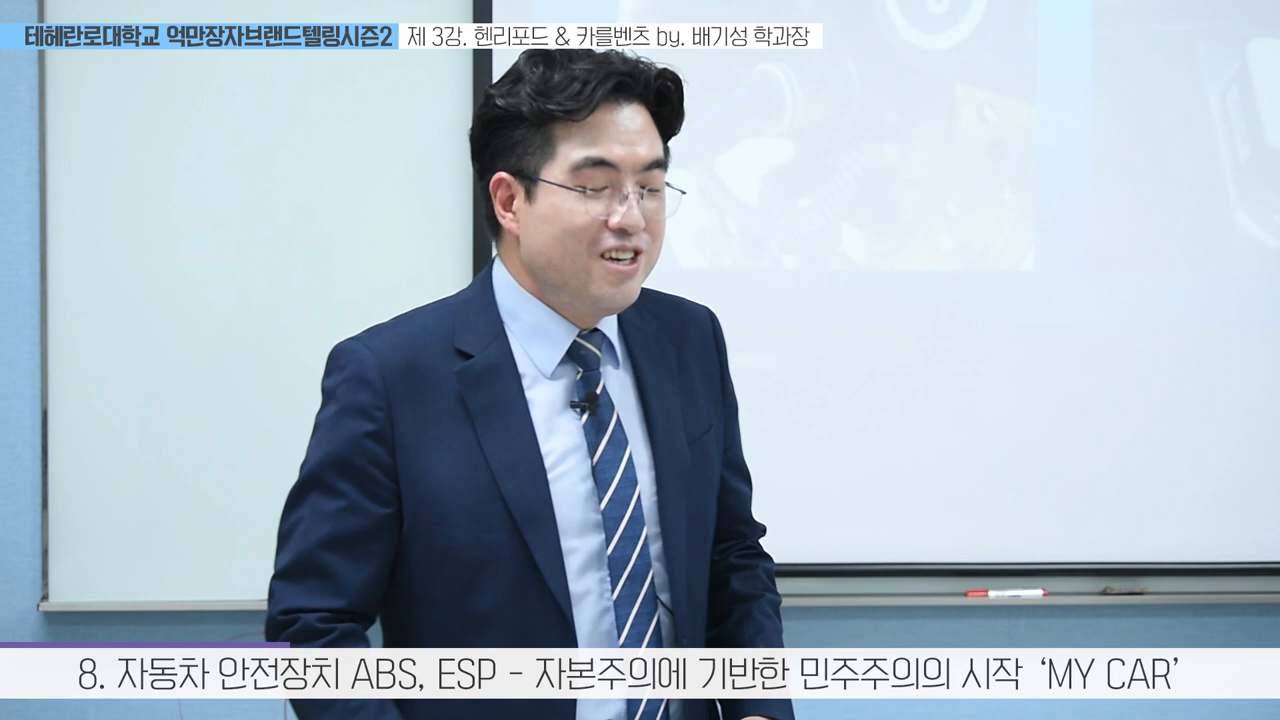 테헤란로대학교 억만장자브랜드텔링시즌2 제 3강. 헨리포드 & 카를벤츠 by. 배기성 학과장
8. 자동차 안전장치 ABS, ESP - 자본주의에 기반한 민주주의의 시작 ‘MY CAR’